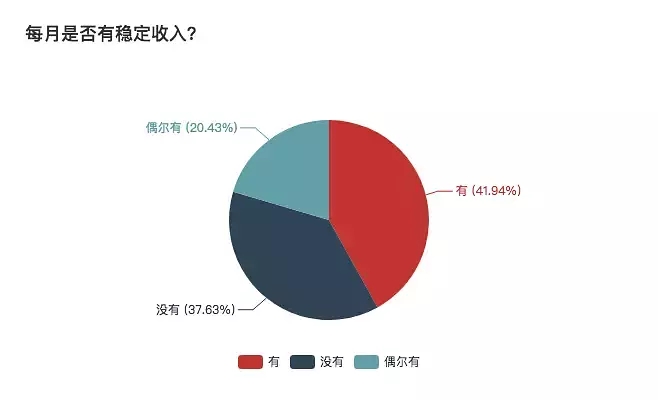 每月是否有稳定收入?
偶尔有 (20.43%)
有 (41.94%)
没有 (37.63%)
有 没有 偶尔有